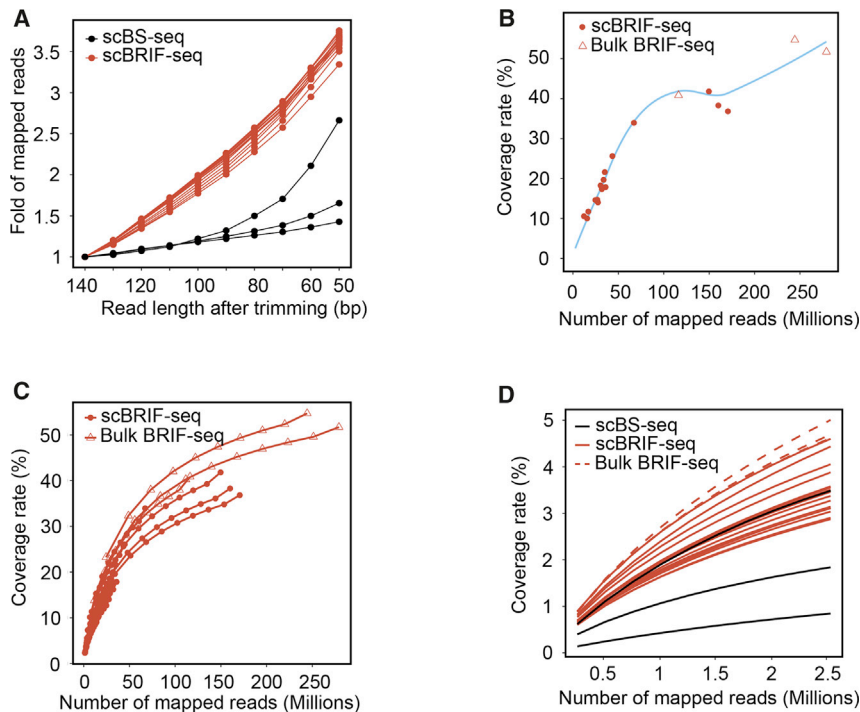 A
scBS-seq
scBRIF-seq
Fold of mapped reads
3.5
3
2.5
2
1.5
1
140
120
100
80
60
50
Read length after trimming (bp)
B
scBRIF-seq
Bulk BRIF-seq
Coverage rate (%)
50
40
30
20
10
0
0
50
100
150
200
250
Number of mapped reads (Millions)
C
scBRIF-seq
Bulk BRIF-seq
Coverage rate (%)
50
40
30
20
10
0
0
50
100
150
200
250
Number of mapped reads (Millions)
D
scBS-seq
scBRIF-seq
Bulk BRIF-seq
Coverage rate (%)
5
4
3
2
1
0
0.5
1
1.5
2
2.5
Number of mapped reads (Millions)